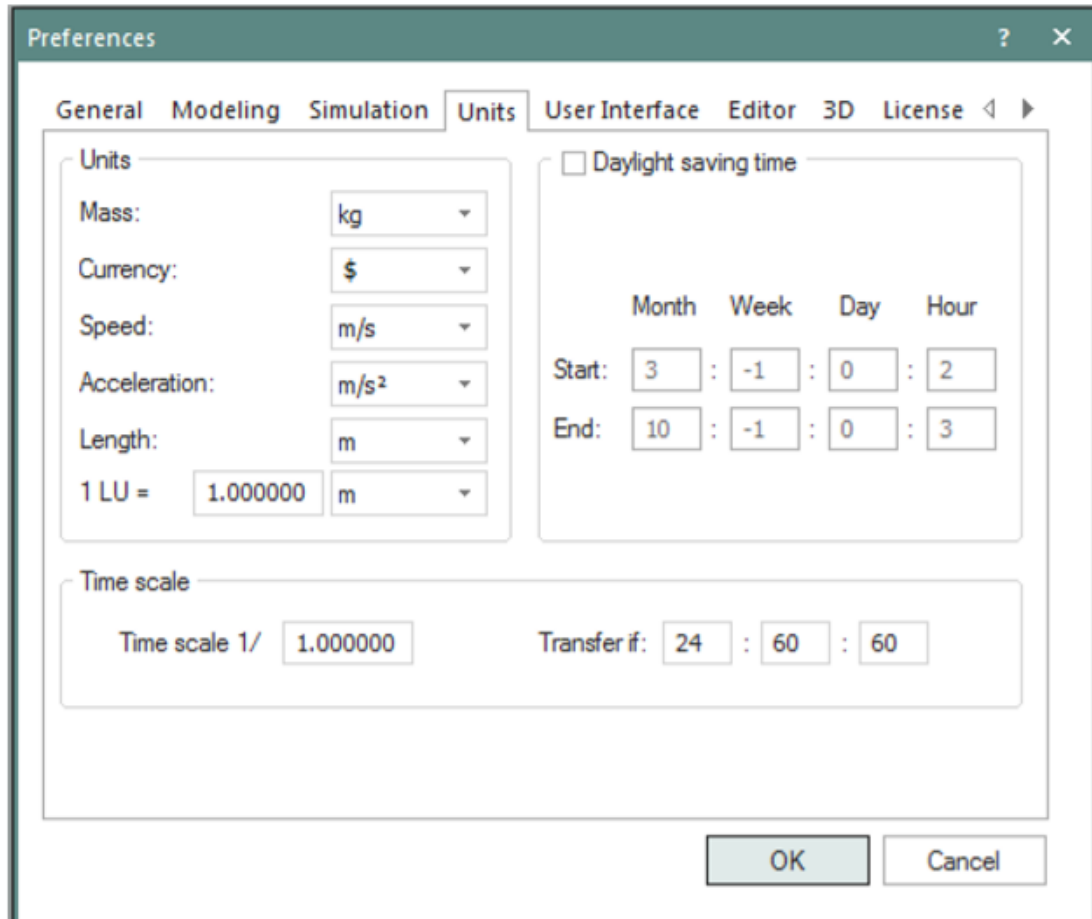 Preferences ? ×
General Modeling Simulation Units User Interface Editor 3D License
Units
Mass: kg
Currency: $
Speed: m/s
Acceleration: m/s²
Length: m
1 LU = 1.000000 m
Daylight saving time
Month Week Day Hour
Start: 3 : -1 : 0 : 2
End: 10 : -1 : 0 : 3
Time scale
Time scale 1/ 1.000000 Transfer if: 24 : 60 : 60
OK Cancel